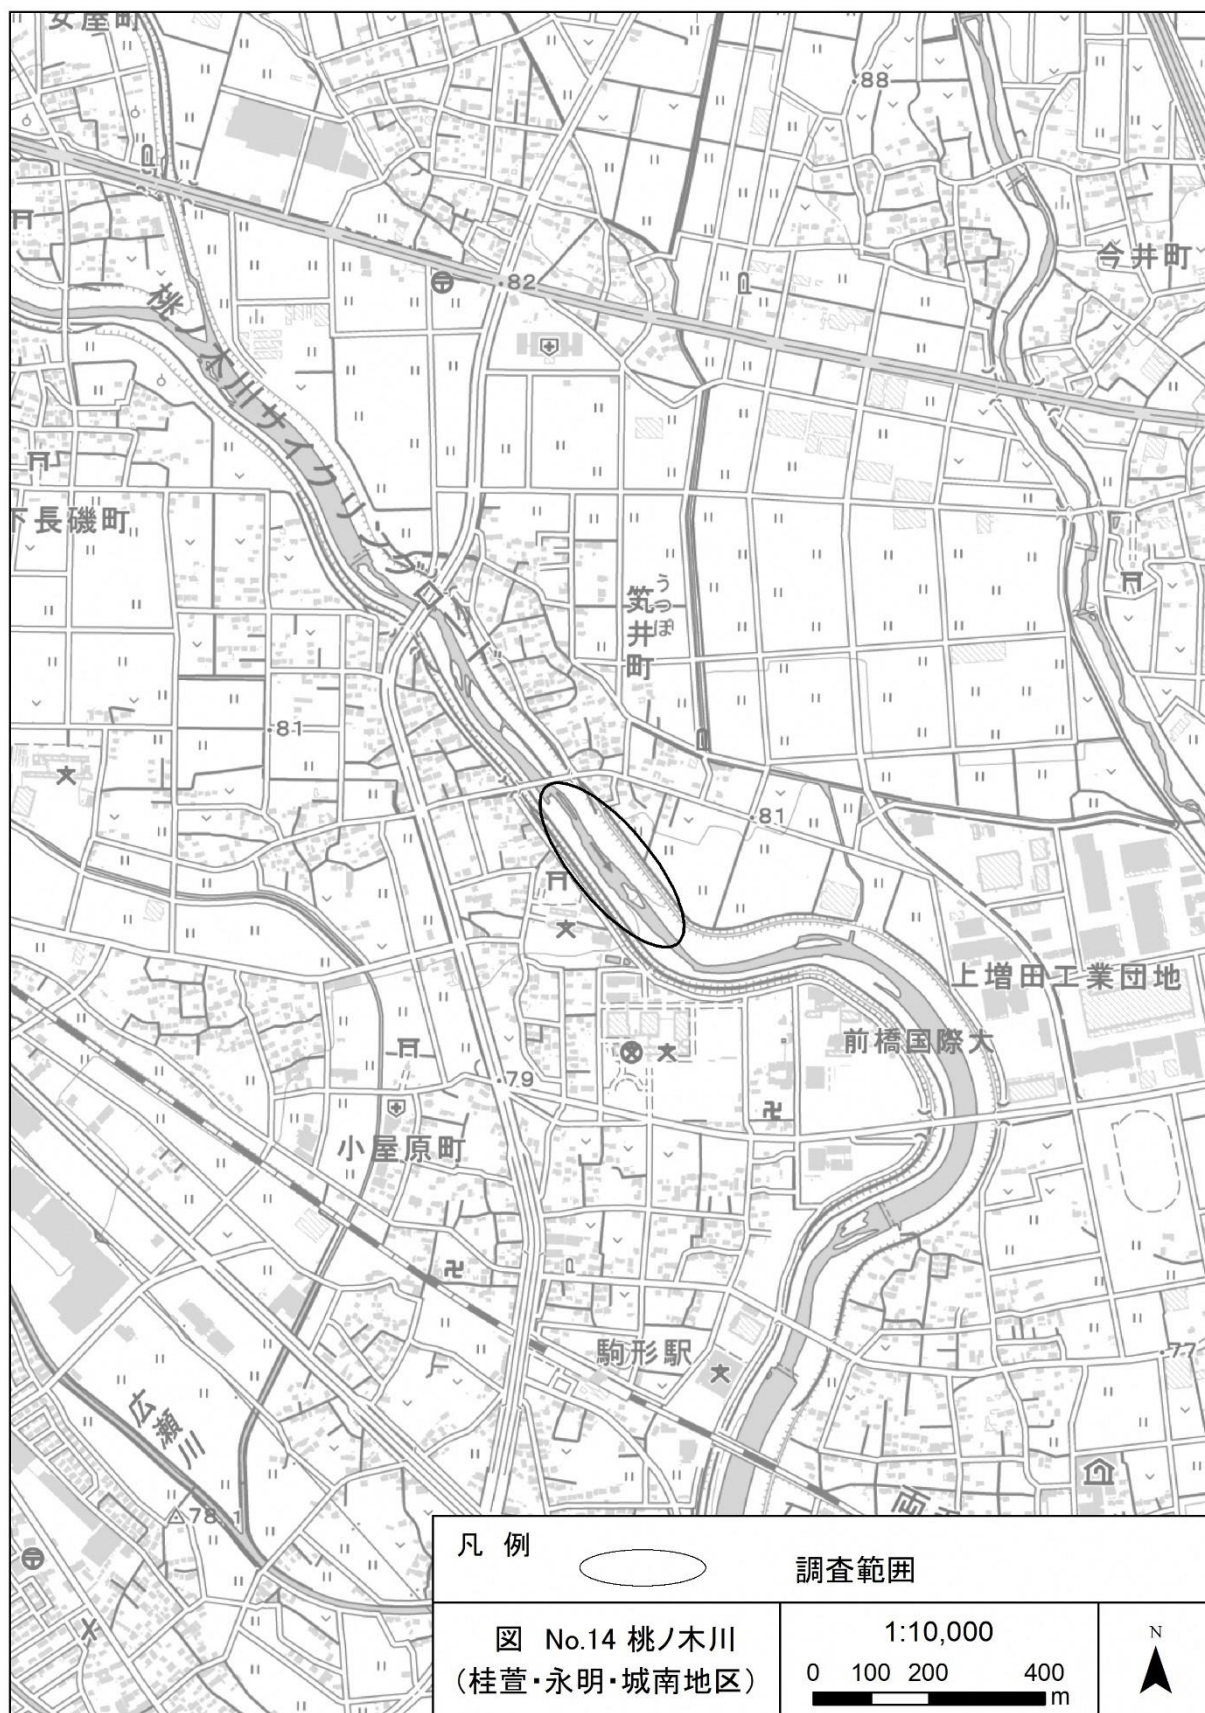 女屋町
88
今井町
82
桃ノ木川サイクリングロード
下長磯町
うつぼ
笂井町
81
81
上増田工業団地
前橋国際大
79
小屋原町
駒形駅
77
広瀬川
両
78.1
凡 例
調査範囲
図 No.14 桃ノ木川
(桂萱・永明・城南地区)
1:10,000
0 100 200 400
m
N